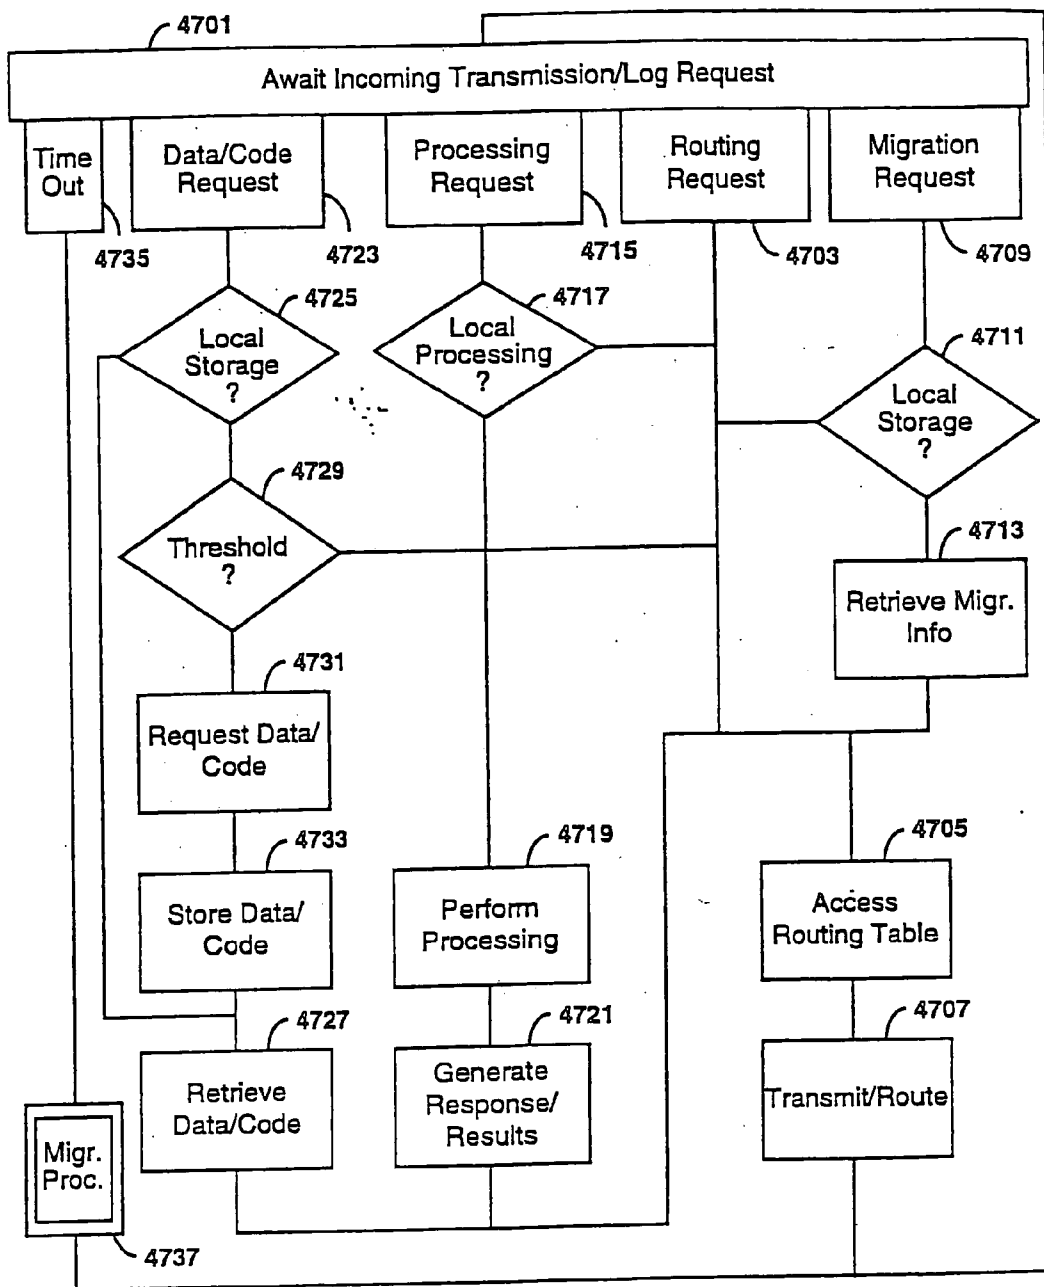 4701
Await Incoming Transmission/Log Request
Time
Out
4735
Data/Code
Request
4723
Processing
Request
4715
Routing
Request
4703
Migration
Request
4709
4725
Local
Storage
?
4717
Local
Processing
?
4711
Local
Storage
?
4729
Threshold
?
4713
Retrieve Migr.
Info
4731
Request Data/
Code
4733
Store Data/
Code
4719
Perform
Processing
4705
Access
Routing Table
4727
Retrieve
Data/Code
4721
Generate
Response/
Results
4707
Transmit/Route
Migr.
Proc.
4737